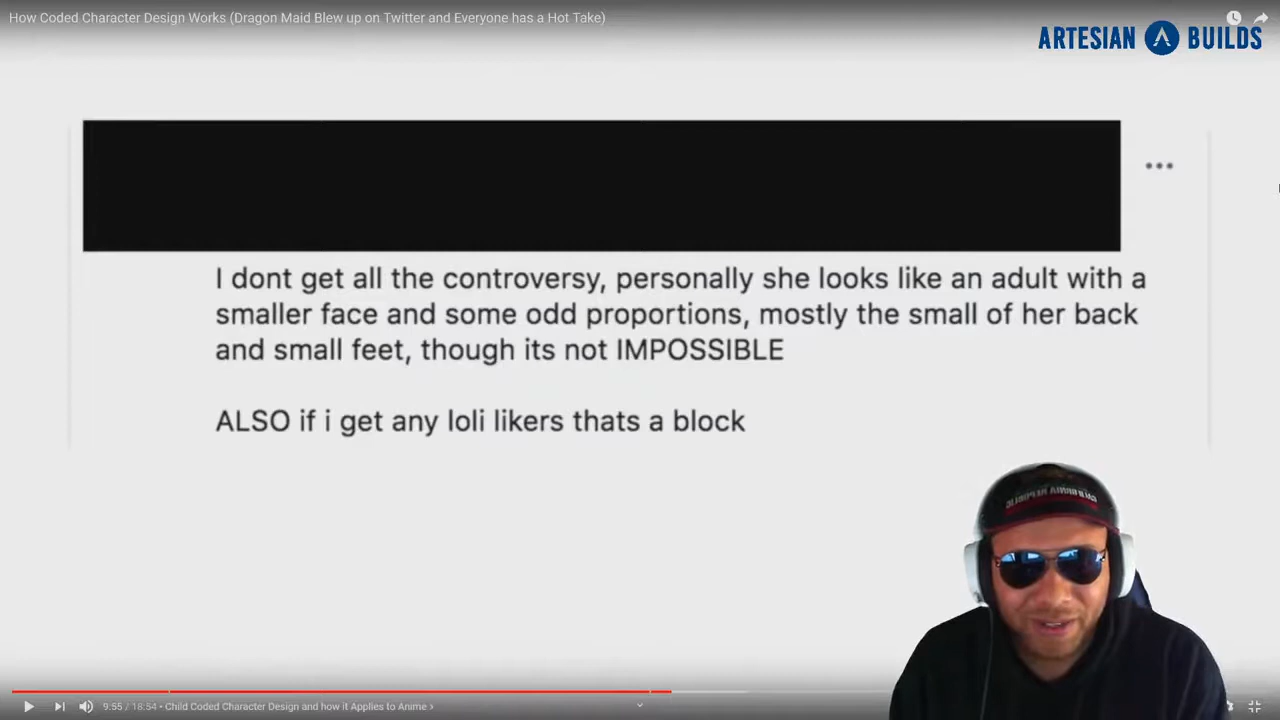 How Coded Character Design Works (Dragon Maid Blew up on Twitter and Everyone has a Hot Take)
ARTESIAN BUILDS
I dont get all the controversy, personally she looks like an adult with a
smaller face and some odd proportions, mostly the small of her back
and small feet, though its not IMPOSSIBLE
ALSO if i get any loli likers thats a block
9:55 / 18:54 • Child Coded Character Design and how it Applies to Anime ›